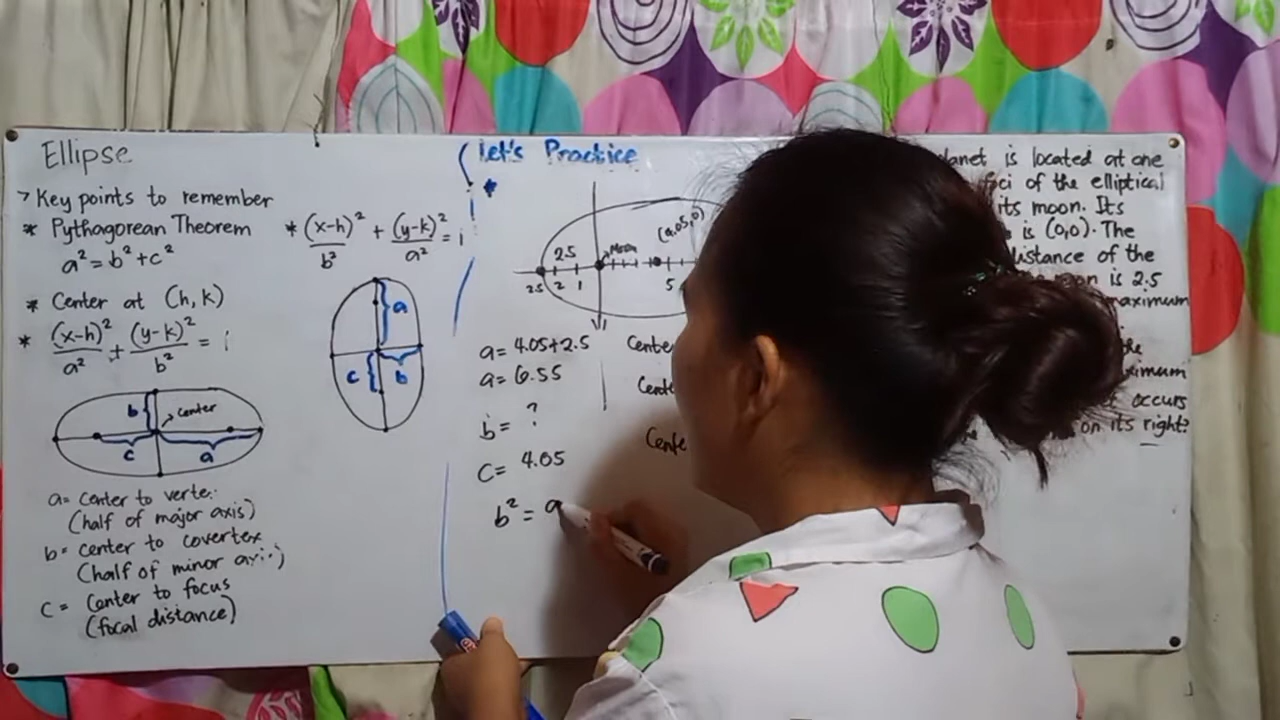 Ellipse
> Key points to remember
* Pythagorean Theorem
a² = b² + c²
* Center at (h, k)
* (x-h)²/a² + (y-k)²/b² = 1
b
Center
c
a
a = Center to vertex
(half of major axis)
b = center to covertex
(half of minor axis)
c = Center to focus
(focal distance)
* (x-h)²/b² + (y-k)²/a² = 1
a
c
b
Let's Practice
*
(4.05,0)
2.5
Moon
2.5 2 1
5
a = 4.05+2.5
a = 6.55
b = ?
c = 4.05
b² = a
planet is located at one
foci of the elliptical
its moon. Its
is (0,0). The
distance of the
moon is 2.5
maximum
the
occurs
on its right?